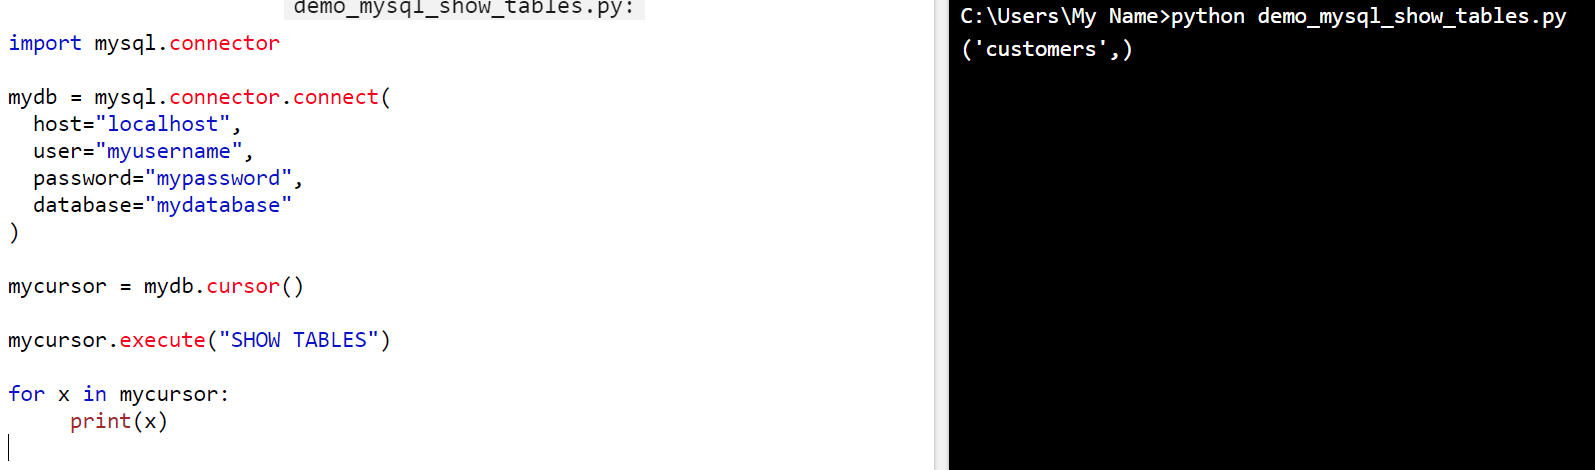 demo_mysql_show_tables.py:
import mysql.connector
mydb = mysql.connector.connect(
  host="localhost",
  user="myusername",
  password="mypassword",
  database="mydatabase"
)
mycursor = mydb.cursor()
mycursor.execute("SHOW TABLES")
for x in mycursor:
     print(x)
C:\Users\My Name>python demo_mysql_show_tables.py
('customers',)